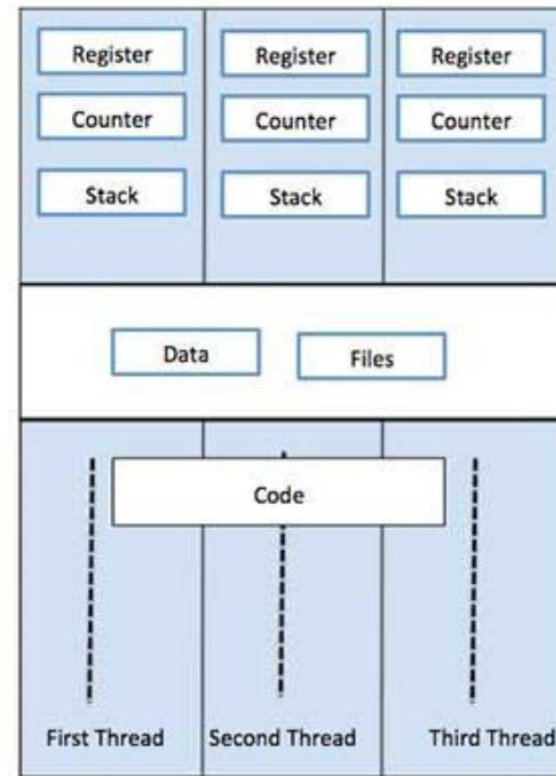 Register Register Register
Counter Counter Counter
Stack Stack Stack
Data Files
Code
First Thread Second Thread Third Thread